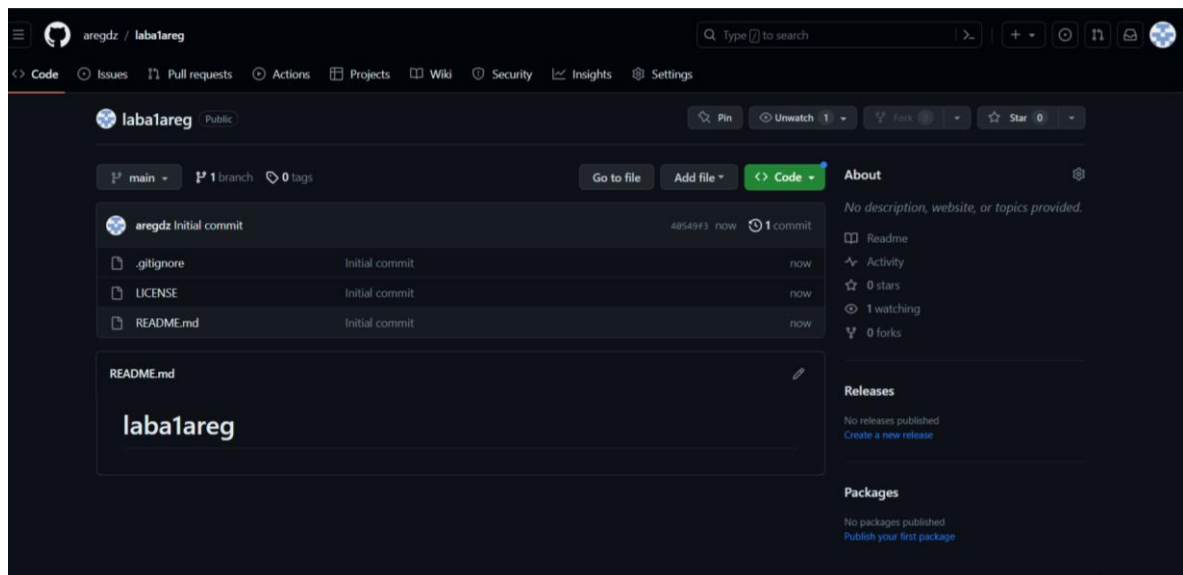 aregdz / laba1areg
Type / to search
Code Issues Pull requests Actions Projects Wiki Security Insights Settings
laba1areg Public
Pin Unwatch 1 Fork 0 Star 0
main 1 branch 0 tags
Go to file Add file Code
aregdz Initial commit 40549f3 now 1 commit
.gitignore Initial commit now
LICENSE Initial commit now
README.md Initial commit now
README.md
laba1areg
About
No description, website, or topics provided.
Readme
Activity
0 stars
1 watching
0 forks
Releases
No releases published
Create a new release
Packages
No packages published
Publish your first package